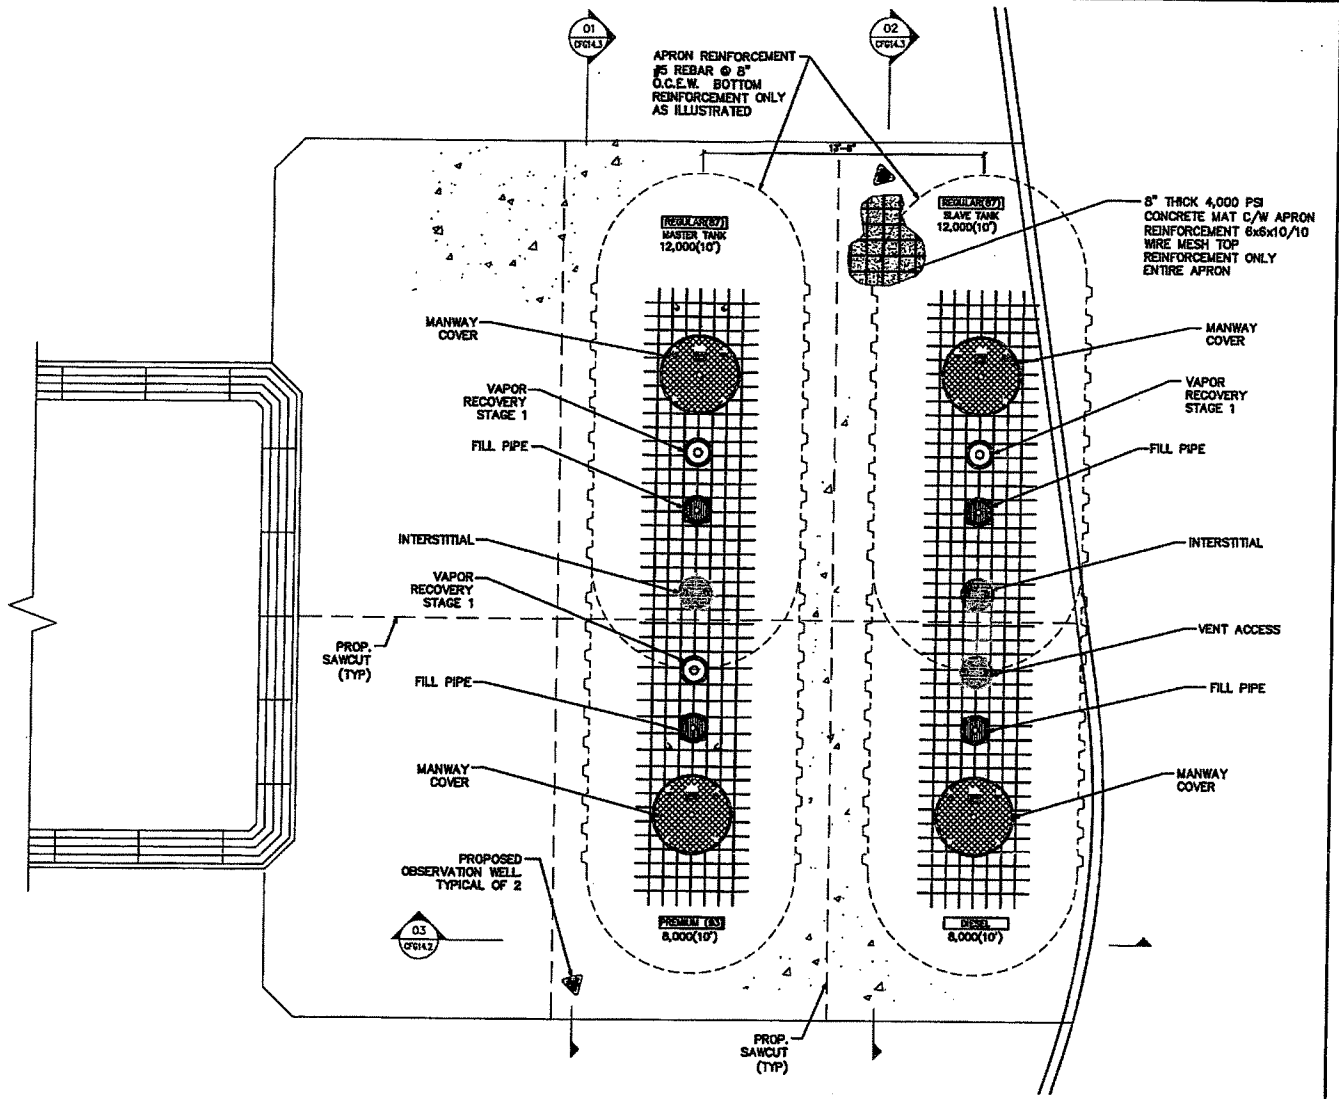 01
CFG14.3
02
CFG14.3
APRON REINFORCEMENT
#5 REBAR @ 8"
O.C.E.W. BOTTOM
REINFORCEMENT ONLY
AS ILLUSTRATED
REGULAR(87)
MASTER TANK
12,000(10')
REGULAR(87)
SLAVE TANK
12,000(10')
8" THICK 4,000 PSI
CONCRETE MAT C/W APRON
REINFORCEMENT 6x6x10/10
WIRE MESH TOP
REINFORCEMENT ONLY
ENTIRE APRON
MANWAY
COVER
MANWAY
COVER
VAPOR
RECOVERY
STAGE 1
VAPOR
RECOVERY
STAGE 1
FILL PIPE
FILL PIPE
INTERSTITIAL
INTERSTITIAL
VAPOR
RECOVERY
STAGE 1
VENT ACCESS
PROP.
SAWCUT
(TYP)
FILL PIPE
FILL PIPE
MANWAY
COVER
MANWAY
COVER
PROPOSED
OBSERVATION WELL
TYPICAL OF 2
PREMIUM (93)
8,000(10')
DIESEL
8,000(10')
03
CFG14.2
PROP.
SAWCUT
(TYP)